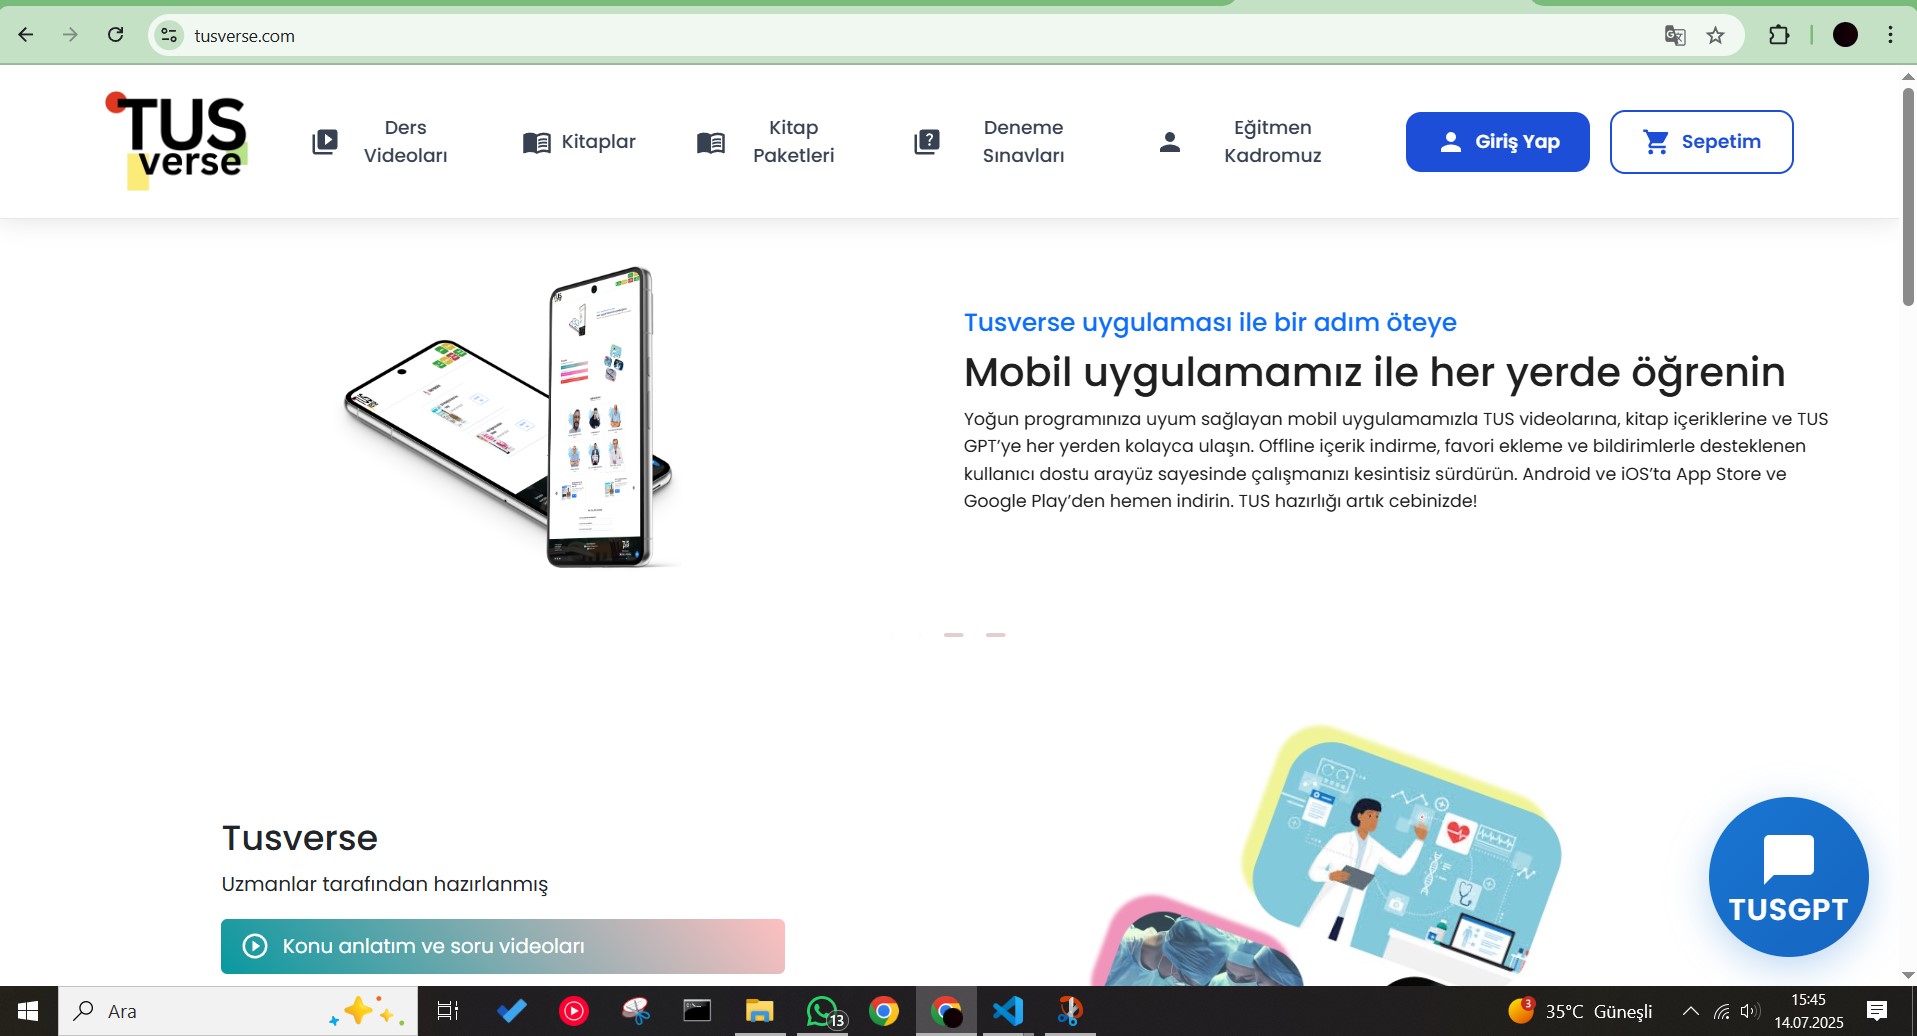 tusverse.com
TUS
verse
Ders
Videoları
Kitaplar
Kitap
Paketleri
Deneme
Sınavları
Eğitmen
Kadromuz
Giriş Yap
Sepetim
Tusverse uygulaması ile bir adım öteye
Mobil uygulamamız ile her yerde öğrenin
Yoğun programınıza uyum sağlayan mobil uygulamamızla TUS videolarına, kitap içeriklerine ve TUS
GPT’ye her yerden kolayca ulaşın. Offline içerik indirme, favori ekleme ve bildirimlerle desteklenen
kullanıcı dostu arayüz sayesinde çalışmanızı kesintisiz sürdürün. Android ve iOS’ta App Store ve
Google Play’den hemen indirin. TUS hazırlığı artık cebinizde!
Tusverse
Uzmanlar tarafından hazırlanmış
Konu anlatım ve soru videoları
TUSGPT
Ara
13
3
35°C Güneşli
15:45
14.07.2025